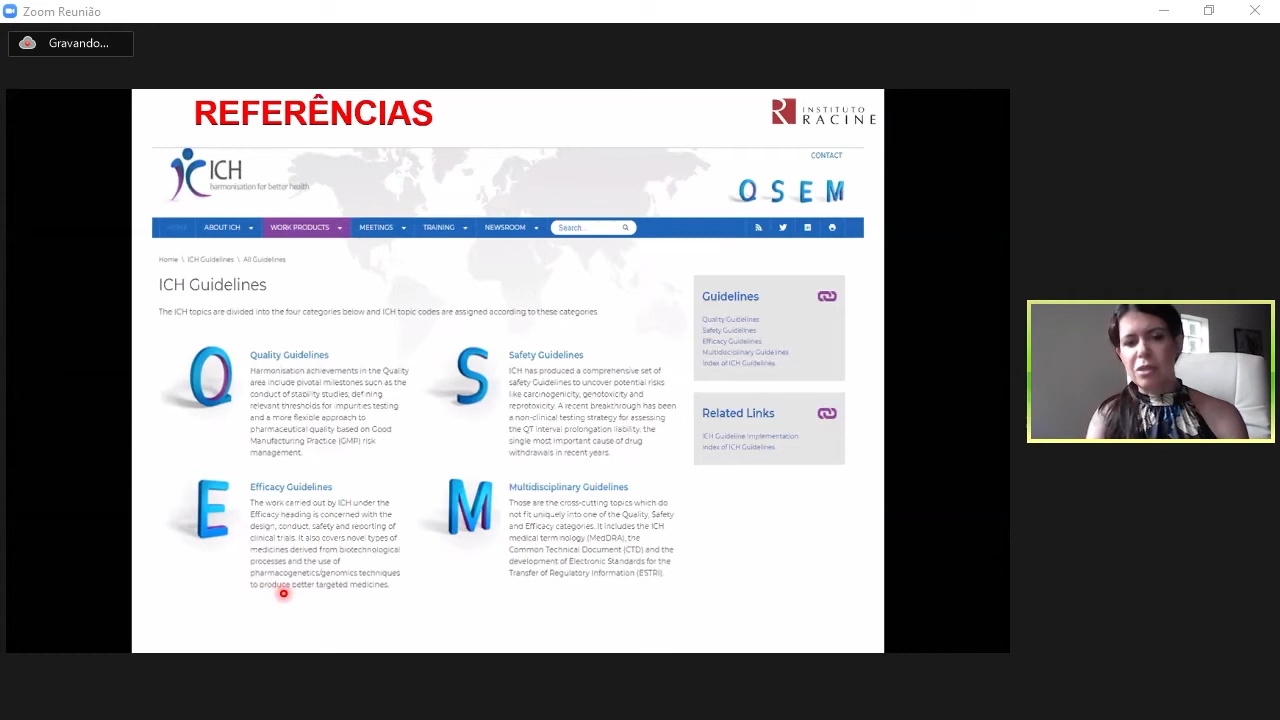 Zoom Reunião
Gravando...
REFERÊNCIAS
INSTITUTO
RACINE
ICH
harmonisation for better health
CONTACT
Q S E M
HOME
ABOUT ICH
WORK PRODUCTS
MEETINGS
TRAINING
NEWSROOM
Search...
Home \ ICH Guidelines \ All Guidelines
ICH Guidelines
The ICH topics are divided into the four categories below and ICH topic codes are assigned according to these categories.
Q
Quality Guidelines
Harmonisation achievements in the Quality
area include pivotal milestones such as the
conduct of stability studies, defining
relevant thresholds for impurities testing
and a more flexible approach to
pharmaceutical quality based on Good
Manufacturing Practice (GMP) risk
management.
S
Safety Guidelines
ICH has produced a comprehensive set of
safety Guidelines to uncover potential risks
like carcinogenicity, genotoxicity and
reprotoxicity. A recent breakthrough has been
a non-clinical testing strategy for assessing
the QT interval prolongation liability: the
single most important cause of drug
withdrawals in recent years.
E
Efficacy Guidelines
The work carried out by ICH under the
Efficacy heading is concerned with the
design, conduct, safety and reporting of
clinical trials. It also covers novel types of
medicines derived from biotechnological
processes and the use of
pharmacogenetics/genomics techniques
to produce better targeted medicines.
M
Multidisciplinary Guidelines
Those are the cross-cutting topics which do
not fit uniquely into one of the Quality, Safety
and Efficacy categories. It includes the ICH
medical terminology (MedDRA), the
Common Technical Document (CTD) and the
development of Electronic Standards for the
Transfer of Regulatory Information (ESTRI).
Guidelines
Quality Guidelines
Safety Guidelines
Efficacy Guidelines
Multidisciplinary Guidelines
Index of ICH Guidelines
Related Links
ICH Guideline Implementation
Index of ICH Guidelines